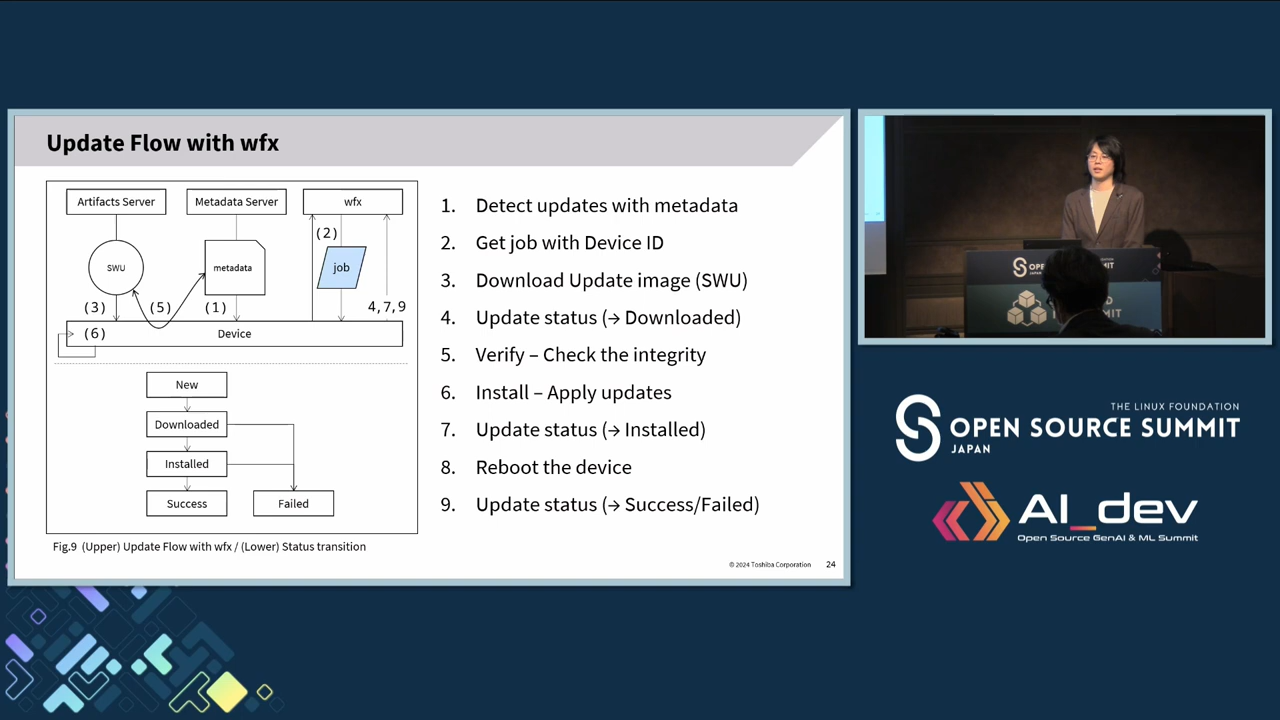 Update Flow with wfx
Artifacts Server
Metadata Server
wfx
(2)
SWU
metadata
job
(3)
(5)
(1)
4,7,9
(6)
Device
New
Downloaded
Installed
Success
Failed
Fig.9 (Upper) Update Flow with wfx / (Lower) Status transition
1. Detect updates with metadata
2. Get job with Device ID
3. Download Update image (SWU)
4. Update status (→ Downloaded)
5. Verify – Check the integrity
6. Install – Apply updates
7. Update status (→ Installed)
8. Reboot the device
9. Update status (→ Success/Failed)
© 2024 Toshiba Corporation
24
THE LINUX FOUNDATION
OPEN SOURCE SUMMIT
JAPAN
AI_dev
Open Source GenAI & ML Summit